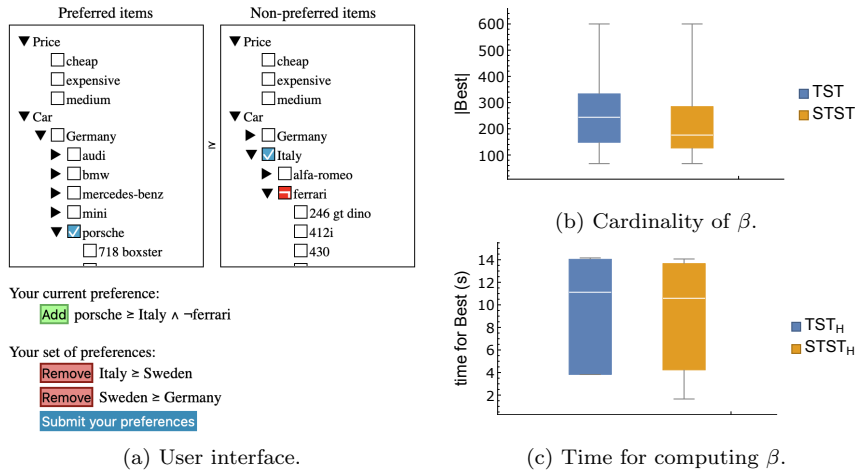 Preferred items
Non-preferred items
Price
cheap
expensive
medium
Car
Germany
audi
bmw
mercedes-benz
mini
porsche
718 boxster
≥
Price
cheap
expensive
medium
Car
Germany
Italy
alfa-romeo
ferrari
246 gt dino
412i
430
Your current preference:
Add porsche ≥ Italy ∧ ¬ferrari
Your set of preferences:
Remove Italy ≥ Sweden
Remove Sweden ≥ Germany
Submit your preferences
(a) User interface.
|Best|
600
500
400
300
200
100
TST
STST
(b) Cardinality of β.
time for Best (s)
14
12
10
8
6
4
2
TST_H
STST_H
(c) Time for computing β.